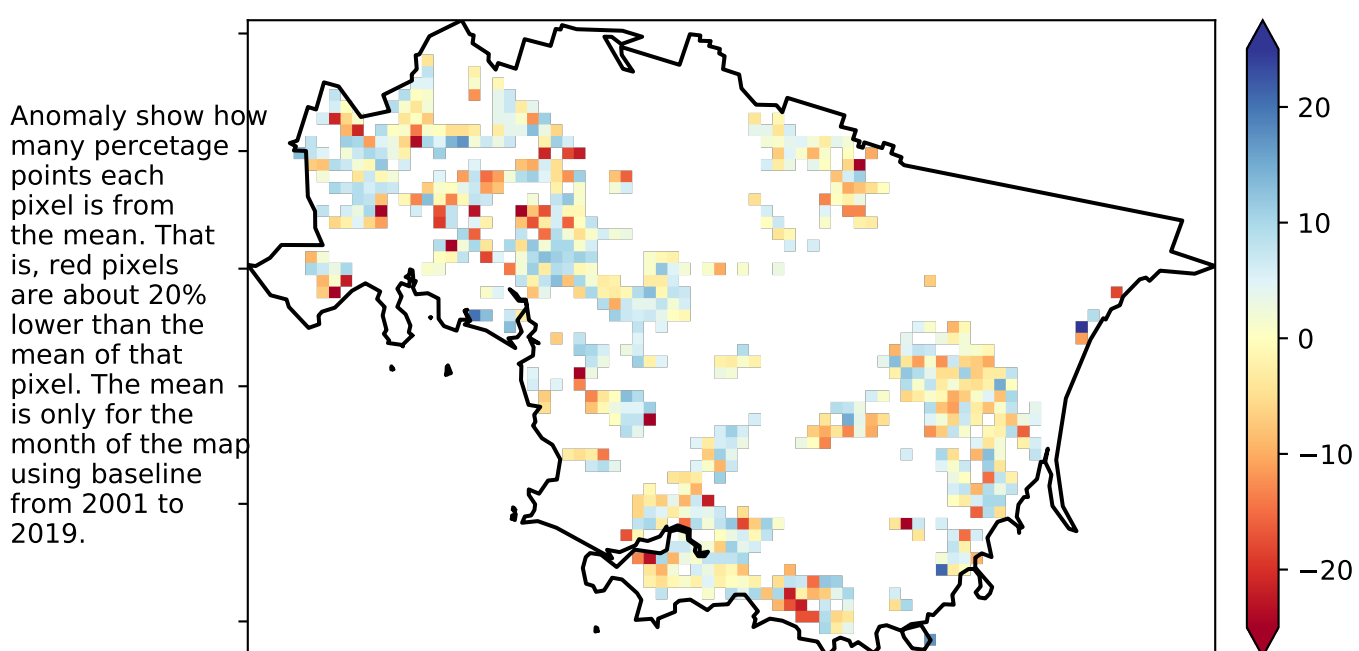 Anomaly show how
many percetage
points each
pixel is from
the mean. That
is, red pixels
are about 20%
lower than the
mean of that
pixel. The mean
is only for the
month of the map
using baseline
from 2001 to
2019.
20
10
0
−10
−20